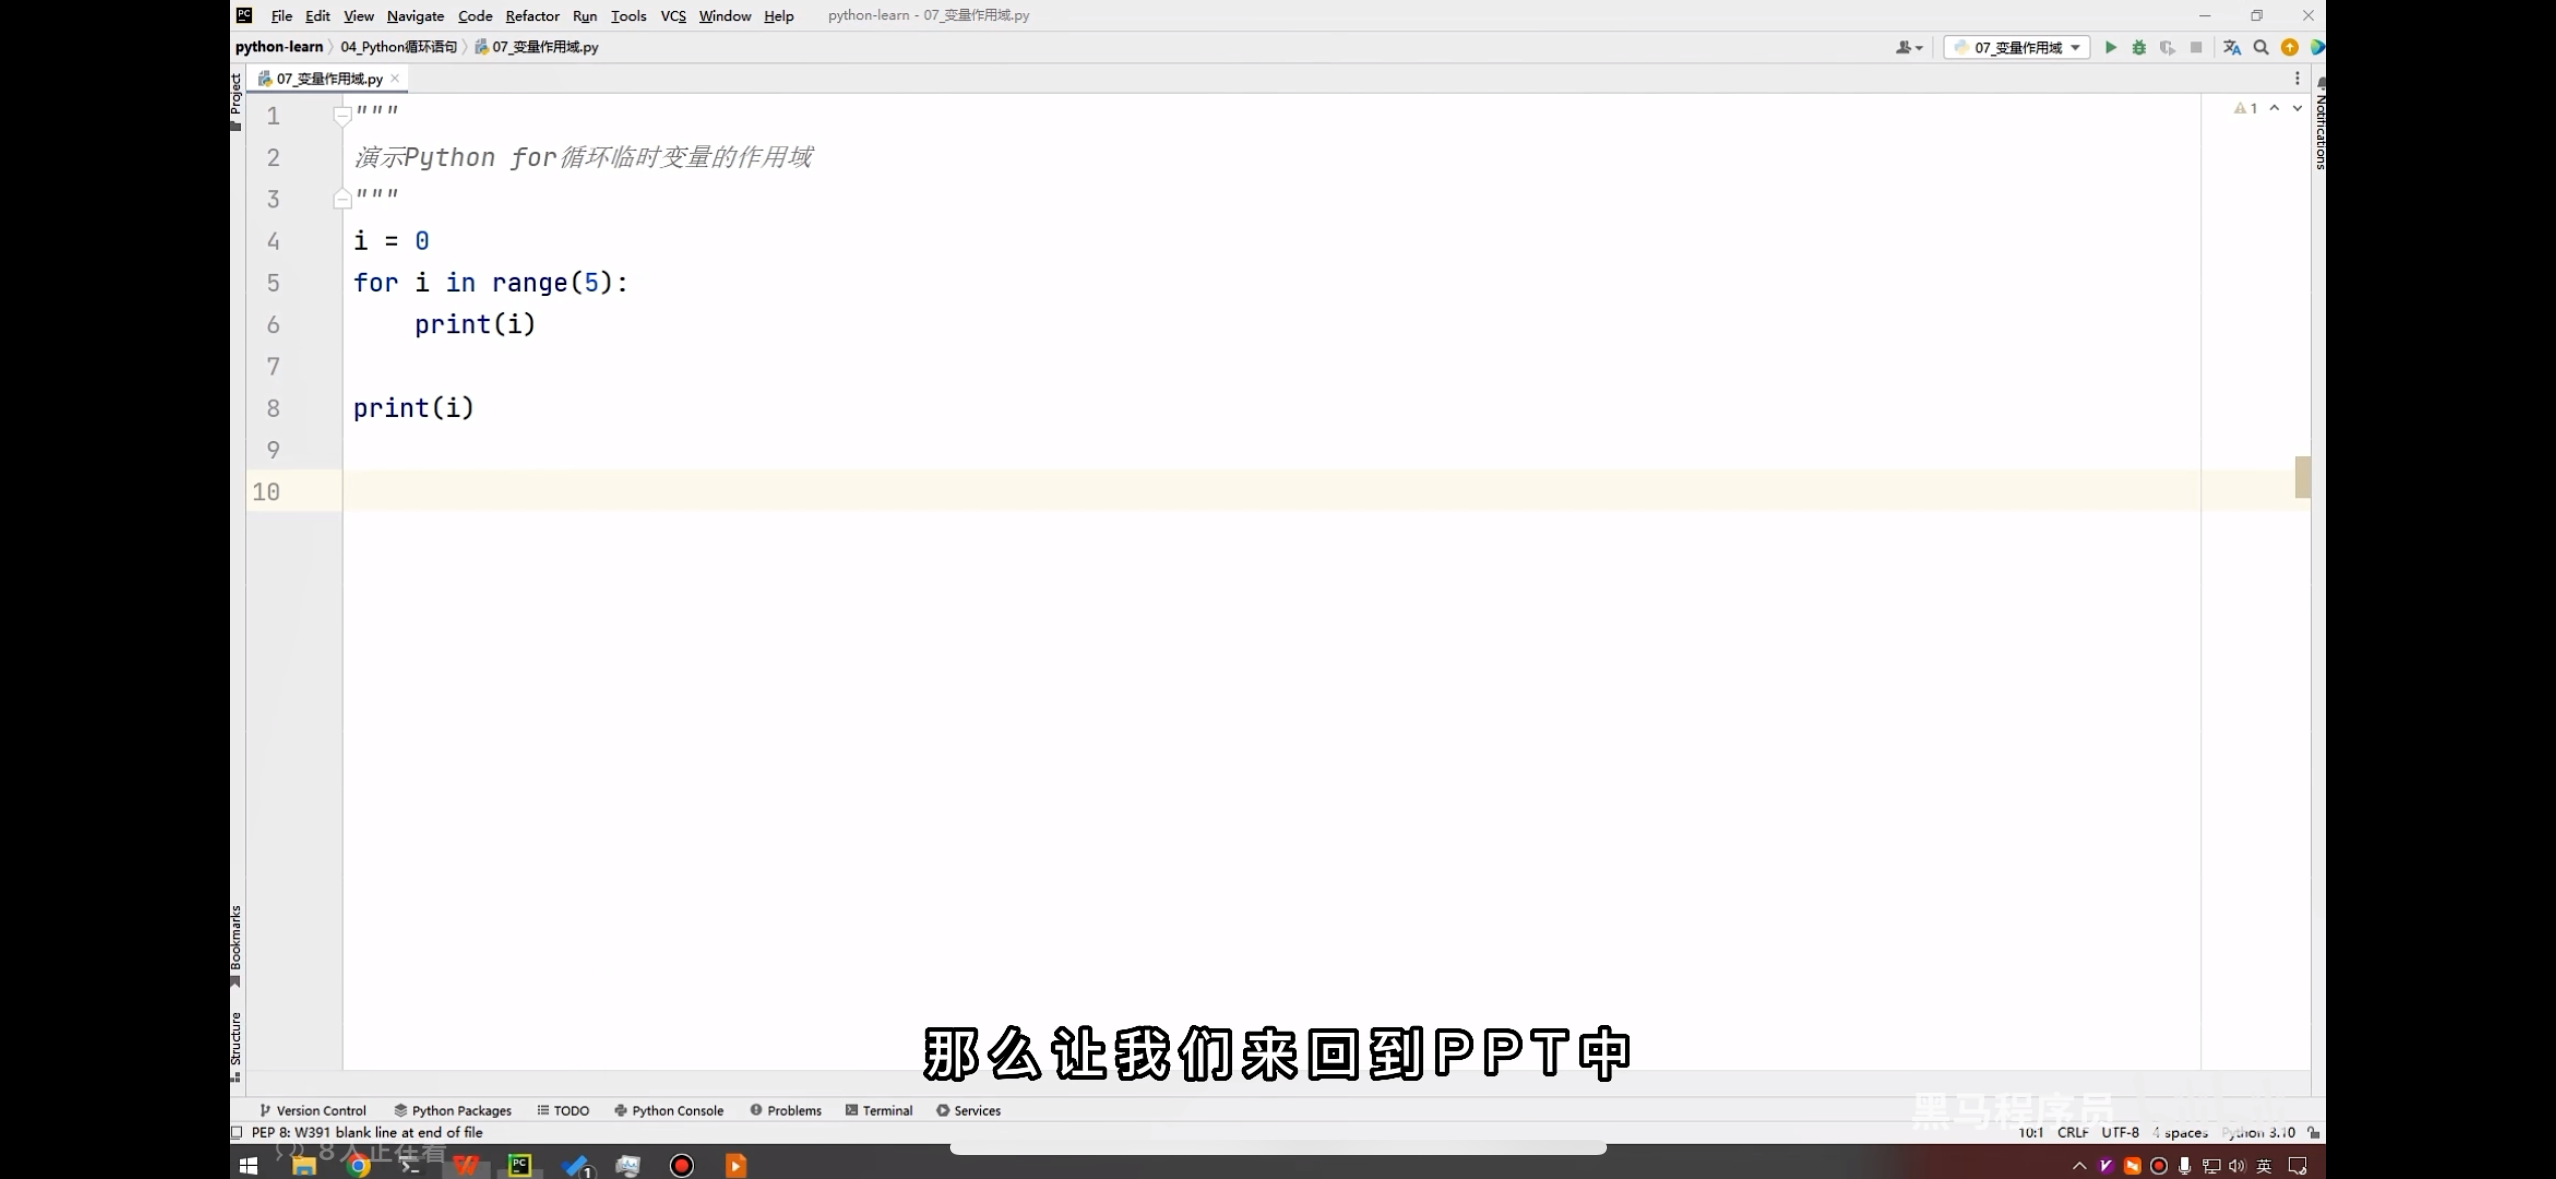 File Edit View Navigate Code Refactor Run Tools VCS Window Help python-learn - 07_变量作用域.py
python-learn 04_Python循环语句 07_变量作用域.py 07_变量作用域
07_变量作用域.py
Project
Notifications
1
1 """
2 演示Python for循环临时变量的作用域
3 """
4 i = 0
5 for i in range(5):
6 print(i)
7
8 print(i)
9
10
Bookmarks
Structure
那么让我们来回到PPT中
黑马程序员
Version Control Python Packages TODO Python Console Problems Terminal Services
PEP 8: W391 blank line at end of file 10:1 CRLF UTF-8 4 spaces Python 3.10
8人正在看
1 英